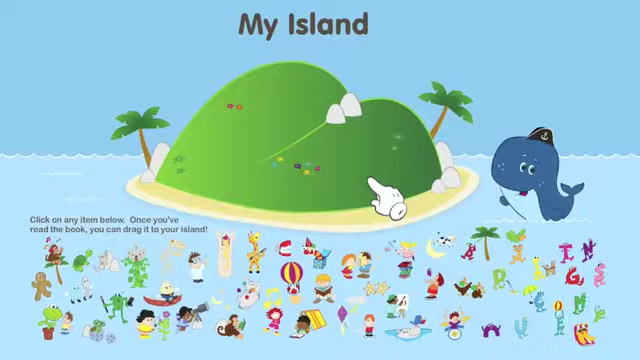 My Island
Click on any item below. Once you've
read the book, you can drag it to your island!